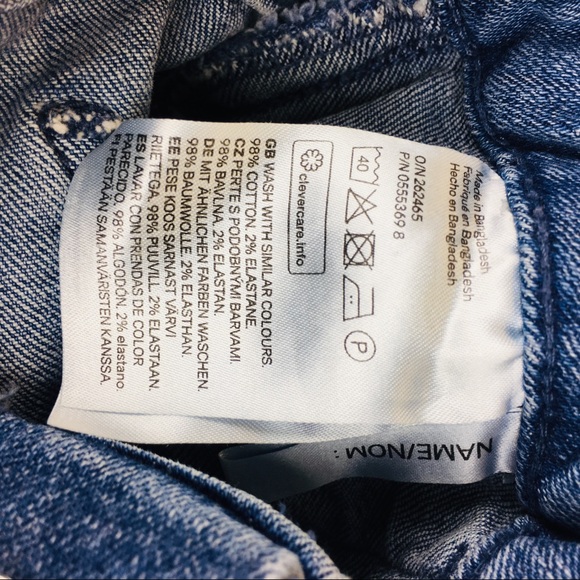 Made in Bangladesh
Fabriqué en Bangladesh
Hecho en Bangladesh
O/N 262465
P/N 0555369 8
40
P
clevercare.info
GB WASH WITH SIMILAR COLOURS.
98% COTTON. 2% ELASTANE.
CZ PERTE S PODOBNÝMI BARVAMI.
98% BAVLNA. 2% ELASTAN.
DE MIT ÄHNLICHEN FARBEN WASCHEN.
98% BAUMWOLLE. 2% ELASTHAN.
EE PESE KOOS SARNAST VÄRVI
RIIETEGA. 98% PUUVILL. 2% ELASTAAN.
ES LAVAR CON PRENDAS DE COLOR
PARECIDO. 98% ALGODÓN. 2% elastano.
FI PESTÄÄN SAMANVÄRISTEN KANSSA.
NAME/NOM :